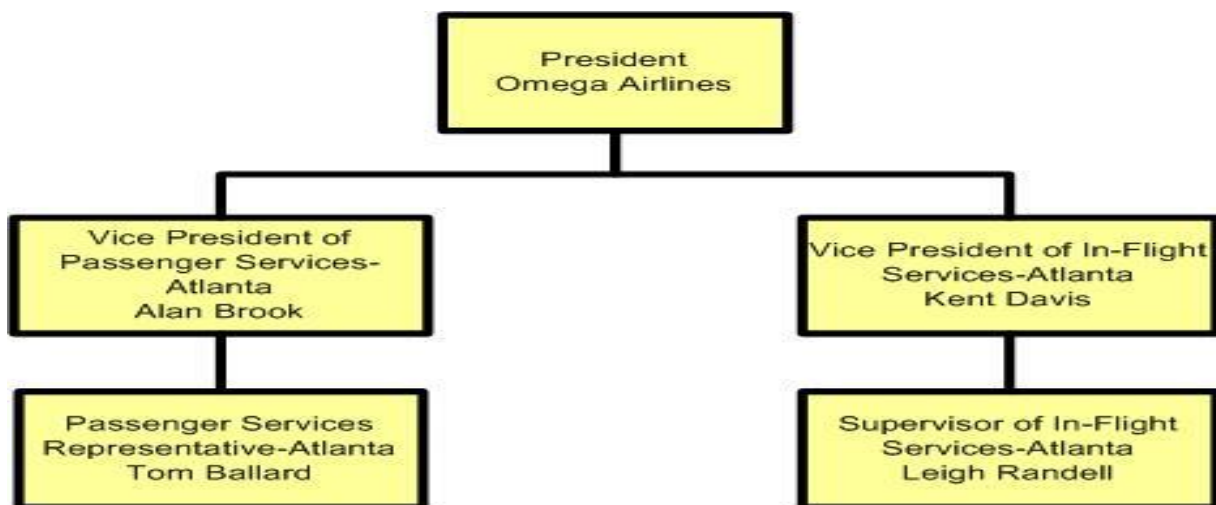 President
Omega Airlines
Vice President of
Passenger Services-
Atlanta
Alan Brook
Vice President of In-Flight
Services-Atlanta
Kent Davis
Passenger Services
Representative-Atlanta
Tom Ballard
Supervisor of In-Flight
Services-Atlanta
Leigh Randell